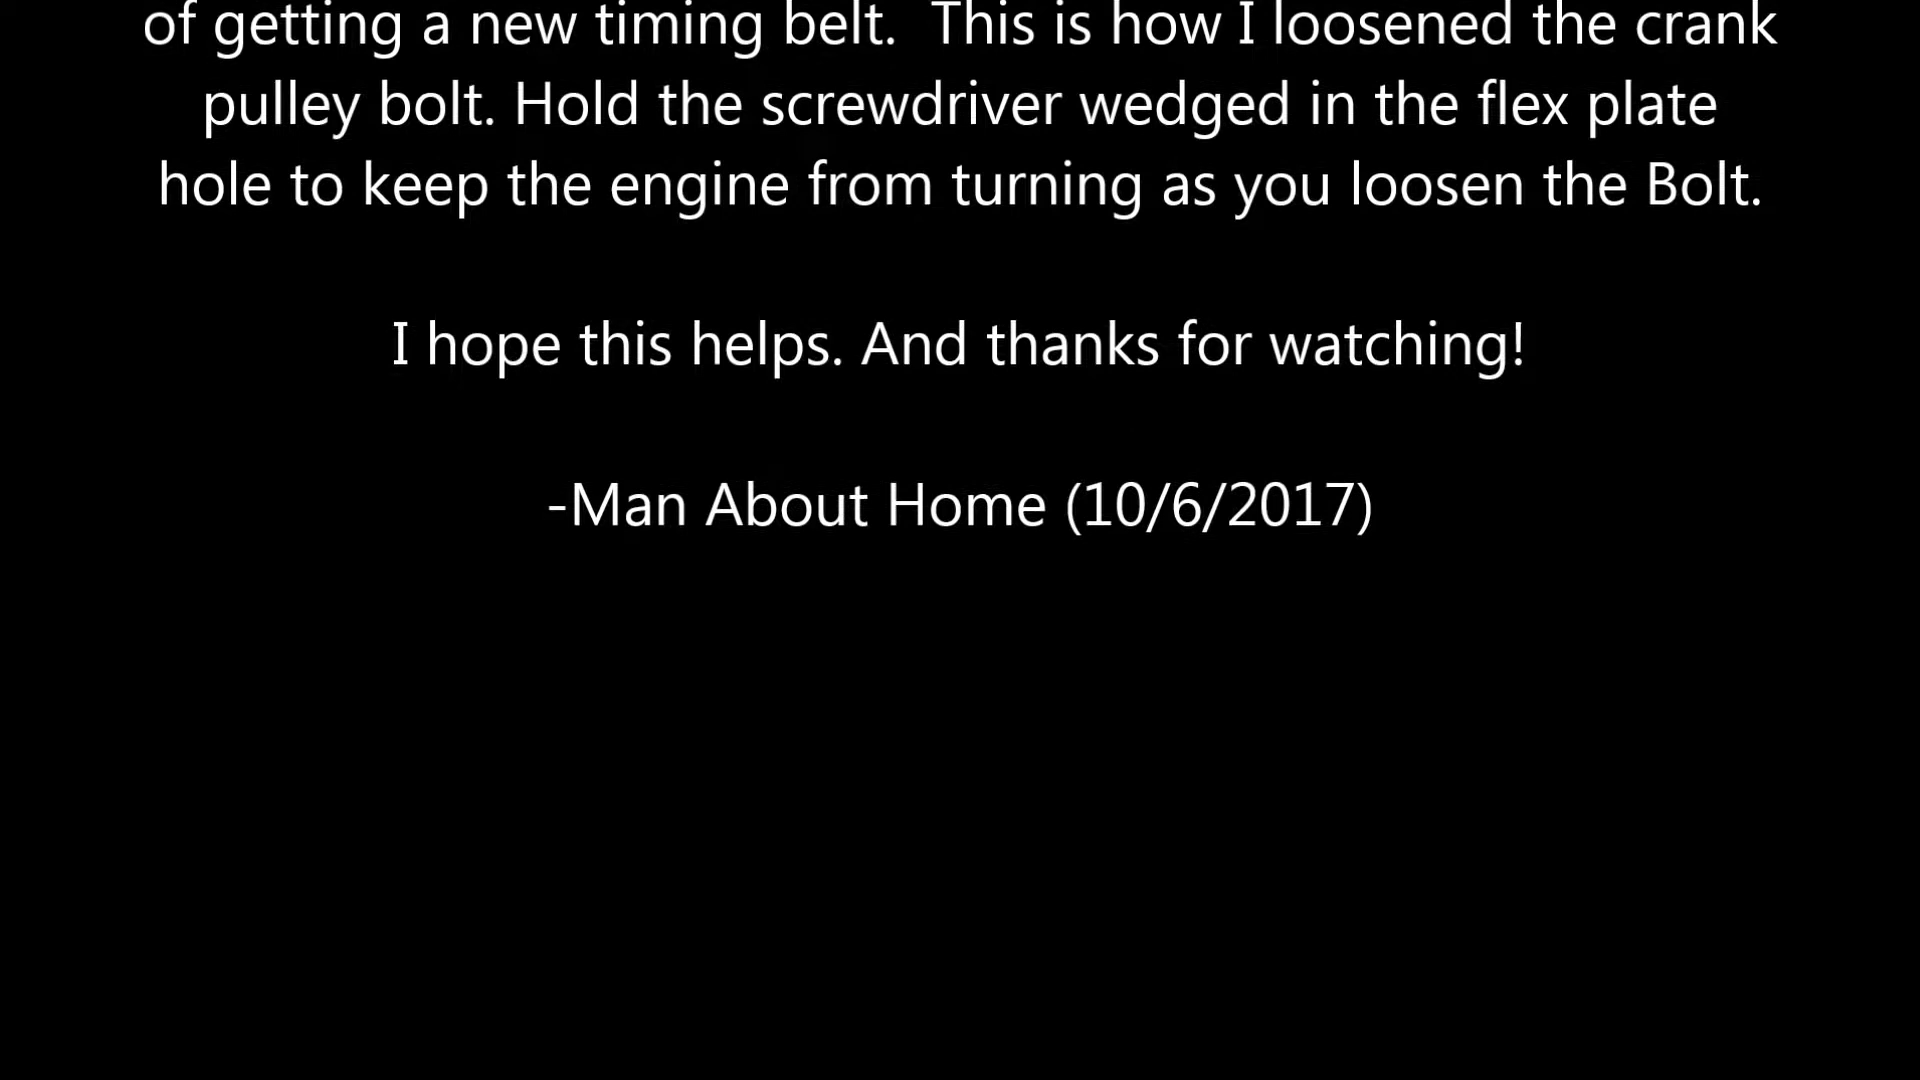 of getting a new timing belt.  This is how I loosened the crank
pulley bolt. Hold the screwdriver wedged in the flex plate
hole to keep the engine from turning as you loosen the Bolt.
I hope this helps. And thanks for watching!
-Man About Home (10/6/2017)